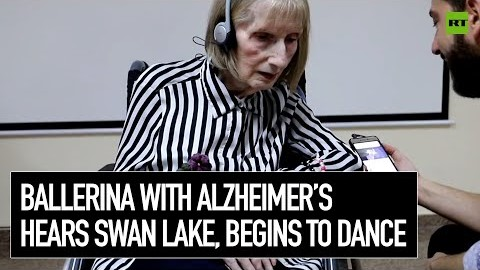 RT
BALLERINA WITH ALZHEIMER'S
HEARS SWAN LAKE, BEGINS TO DANCE